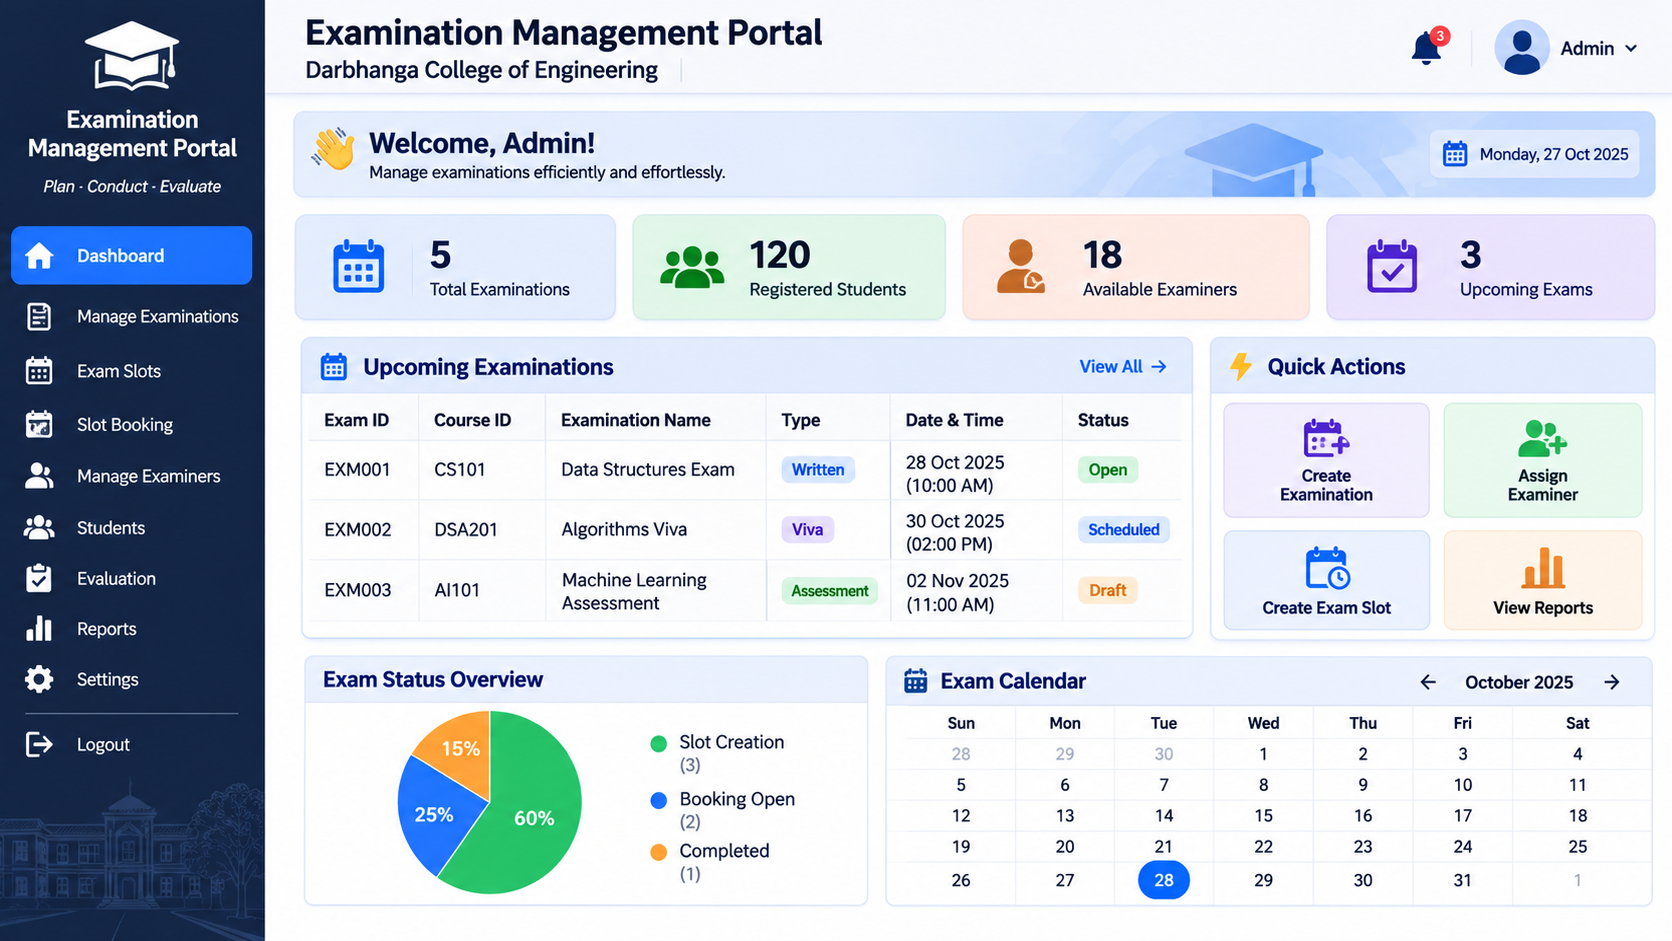 Examination
Management Portal
Plan · Conduct · Evaluate
Dashboard
Manage Examinations
Exam Slots
Slot Booking
Manage Examiners
Students
Evaluation
Reports
Settings
Logout
Examination Management Portal
Darbhanga College of Engineering
3
Admin
Welcome, Admin!
Manage examinations efficiently and effortlessly.
Monday, 27 Oct 2025
5
Total Examinations
120
Registered Students
18
Available Examiners
3
Upcoming Exams
Upcoming Examinations
View All →
Exam ID Course ID Examination Name Type Date & Time Status
EXM001 CS101 Data Structures Exam Written 28 Oct 2025 Open
(10:00 AM)
EXM002 DSA201 Algorithms Viva Viva 30 Oct 2025 Scheduled
(02:00 PM)
EXM003 AI101 Machine Learning Assessment 02 Nov 2025 Draft
Assessment (11:00 AM)
Quick Actions
Create
Examination
Assign
Examiner
Create Exam Slot
View Reports
Exam Status Overview
15%
25%
60%
Slot Creation
(3)
Booking Open
(2)
Completed
(1)
Exam Calendar
← October 2025 →
Sun Mon Tue Wed Thu Fri Sat
28 29 30 1 2 3 4
5 6 7 8 9 10 11
12 13 14 15 16 17 18
19 20 21 22 23 24 25
26 27 28 29 30 31 1